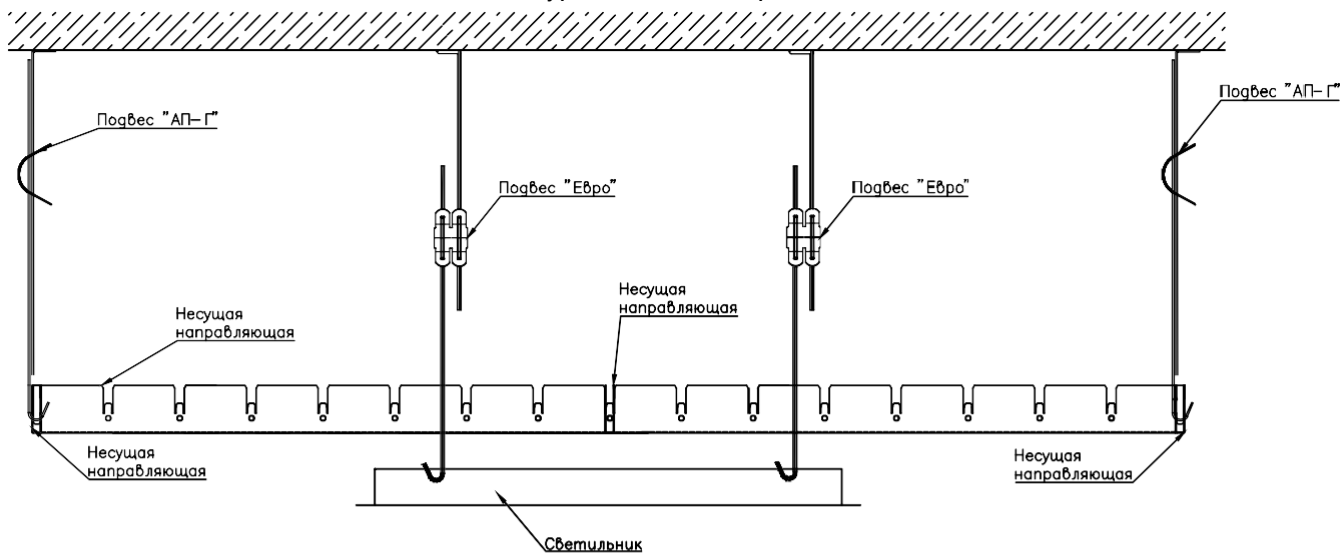 Подвес "АП-Г"
Подвес "АП-Г"
Подвес "Евро"
Подвес "Евро"
Несущая
направляющая
Несущая
направляющая
Несущая
направляющая
Несущая
направляющая
Светильник